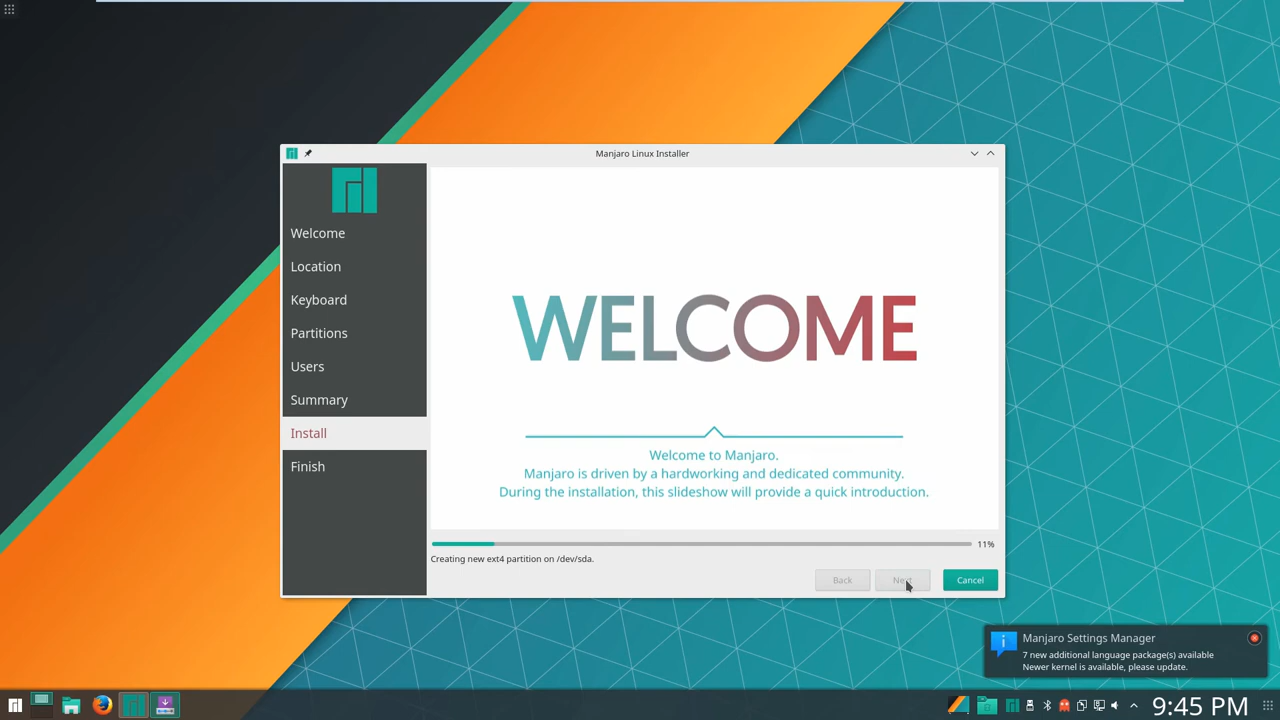 Manjaro Linux Installer
Welcome
Location
Keyboard
Partitions
Users
Summary
Install
Finish
WELCOME
Welcome to Manjaro.
Manjaro is driven by a hardworking and dedicated community.
During the installation, this slideshow will provide a quick introduction.
11%
Creating new ext4 partition on /dev/sda.
Back
Next
Cancel
Manjaro Settings Manager
7 new additional language package(s) available
Newer kernel is available, please update.
9:45 PM